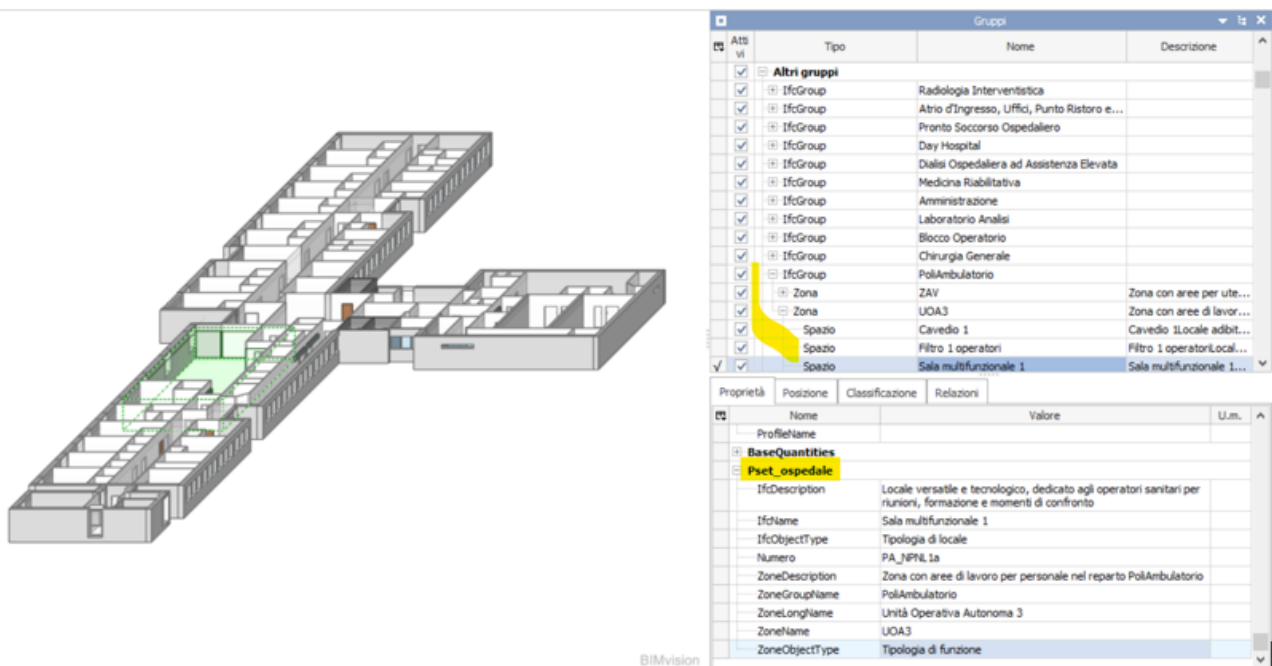 Gruppi
Atti vi Tipo Nome Descrizione
Altri gruppi
IfcGroup Radiologia Interventistica
IfcGroup Atrio d'Ingresso, Uffici, Punto Ristoro e...
IfcGroup Pronto Soccorso Ospedaliero
IfcGroup Day Hospital
IfcGroup Dialisi Ospedaliera ad Assistenza Elevata
IfcGroup Medicina Riabilitativa
IfcGroup Amministrazione
IfcGroup Laboratorio Analisi
IfcGroup Blocco Operatorio
IfcGroup Chirurgia Generale
IfcGroup PoliAmbulatorio
Zona ZAV Zona con aree per ute...
Zona UOA3 Zona con aree di lavor...
Spazio Cavedio 1 Cavedio 1Locale adibit...
Spazio Filtro 1 operatori Filtro 1 operatoriLocal...
Spazio Sala multifunzionale 1 Sala multifunzionale 1...
Proprietà Posizione Classificazione Relazioni
Nome Valore U.m.
ProfileName
BaseQuantities
Pset_ospedale
IfcDescription Locale versatile e tecnologico, dedicato agli operatori sanitari per
riunioni, formazione e momenti di confronto
IfcName Sala multifunzionale 1
IfcObjectType Tipologia di locale
Numero PA_NPNL1a
ZoneDescription Zona con aree di lavoro per personale nel reparto PoliAmbulatorio
ZoneGroupName PoliAmbulatorio
ZoneLongName Unità Operativa Autonoma 3
ZoneName UOA3
ZoneObjectType Tipologia di funzione
BIMvision